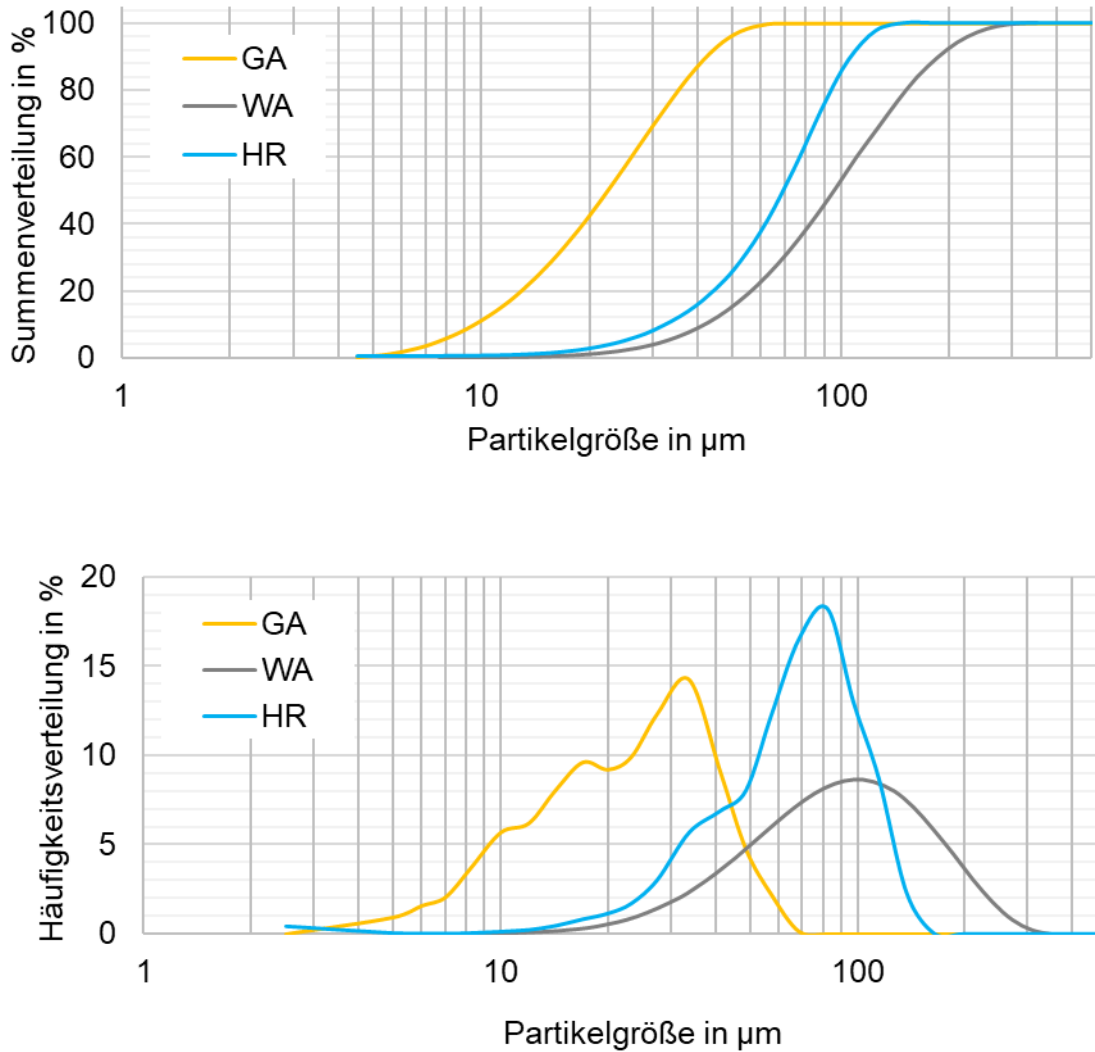 Summenverteilung in %
100
80
60
40
20
0
GA
WA
HR
1
10
100
Partikelgröße in µm
Häufigkeitsverteilung in %
20
15
10
5
0
GA
WA
HR
1
10
100
Partikelgröße in µm